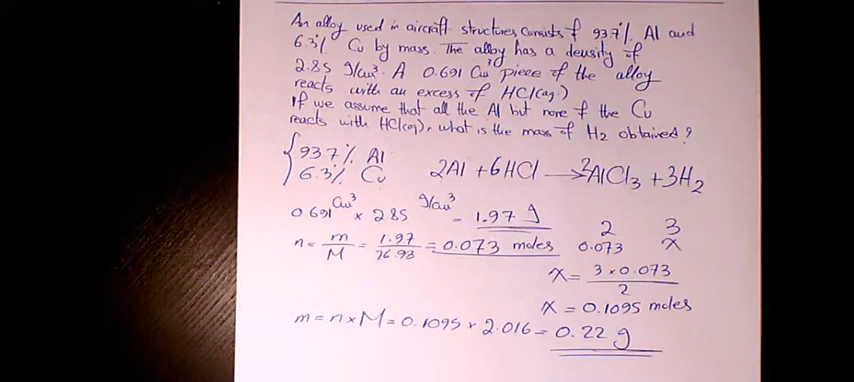 An alloy used in aircraft structures consists of 93.7% Al and
6.3% Cu by mass. The alloy has a density of
2.85 g/cm³. A 0.691 cm³ piece of the alloy
reacts with an excess of HCl(aq)
If we assume that all the Al but none of the Cu
reacts with HCl(aq), what is the mass of H2 obtained?
93.7% Al
6.3% Cu
2Al + 6HCl → 2AlCl3 + 3H2
0.691 cm³ × 2.85 g/cm³ = 1.97 g
2 3
n = m/M = 1.97/26.98 = 0.073 moles
0.073 x
x = 3 × 0.073 / 2
x = 0.1095 moles
m = n × M = 0.1095 × 2.016 = 0.22 g